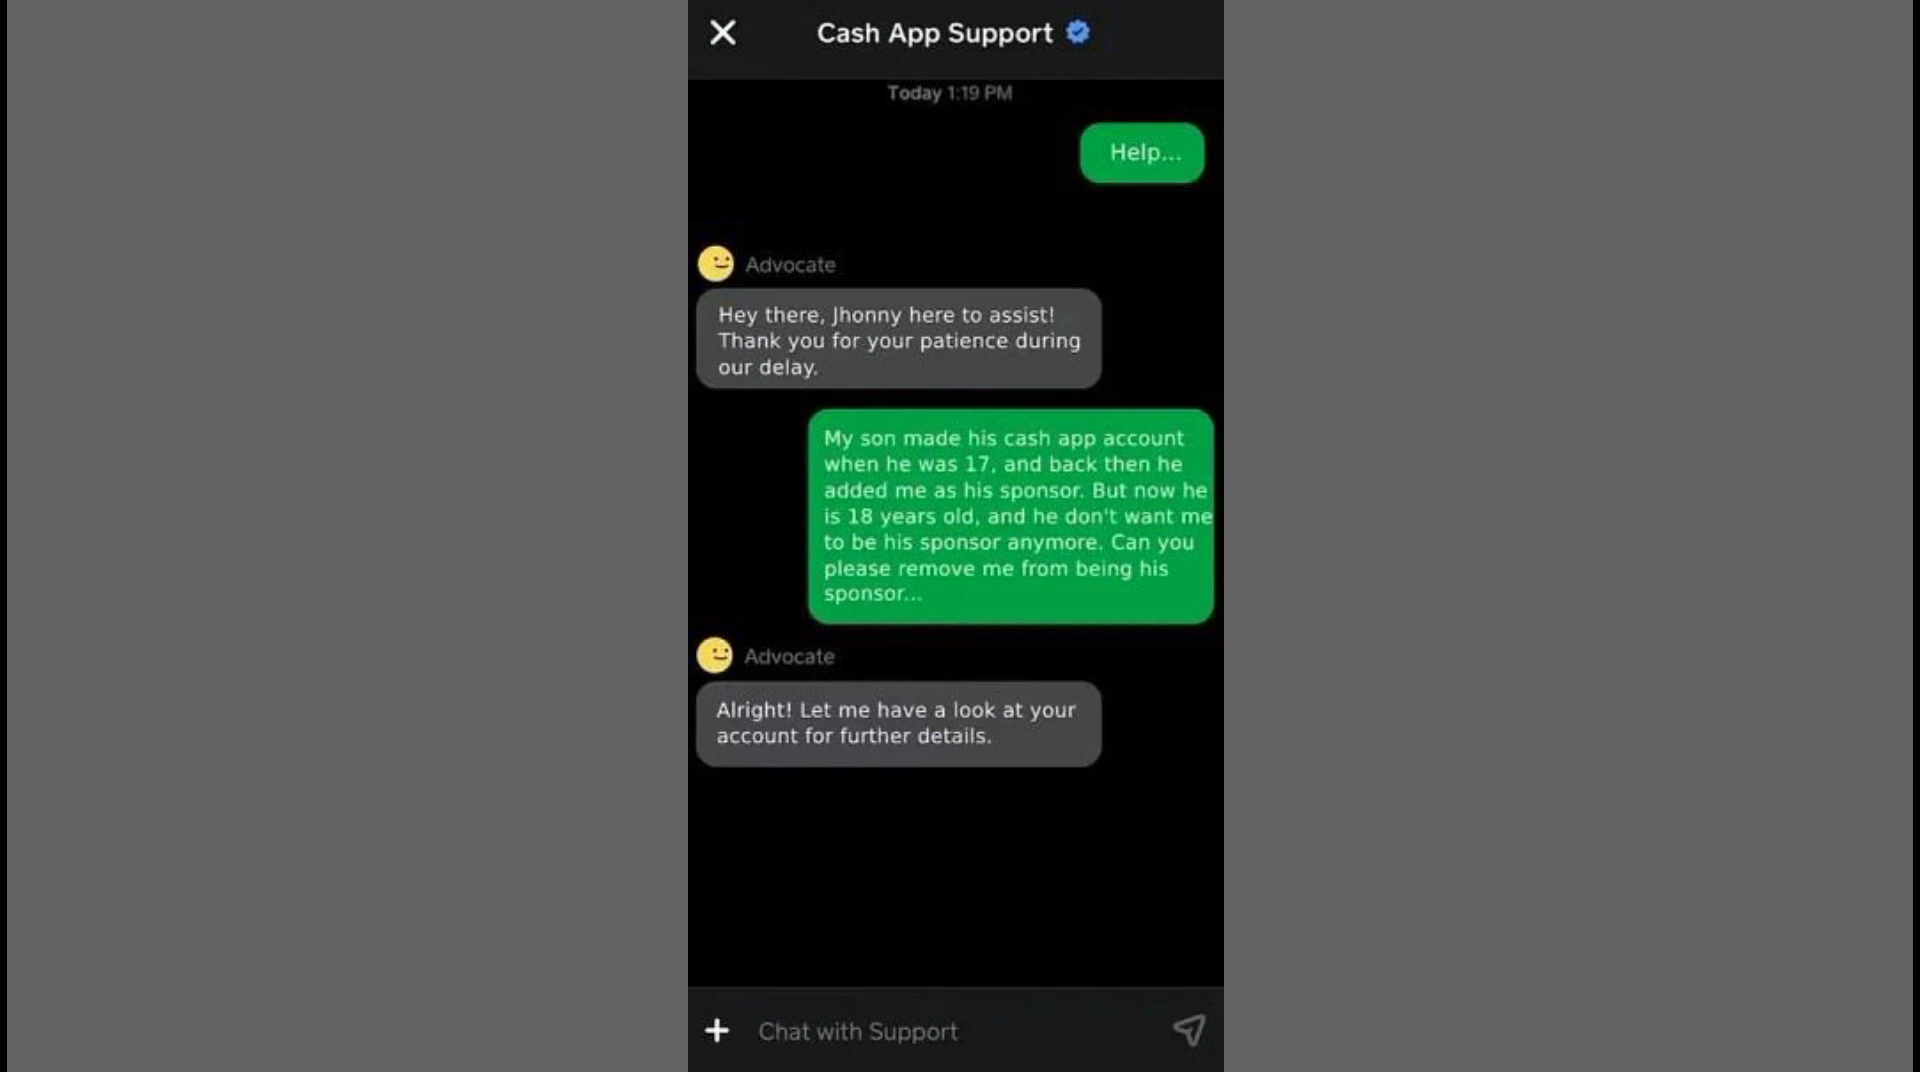 Cash App Support
Today 1:19 PM
Help...
Advocate
Hey there, Jhonny here to assist!
Thank you for your patience during
our delay.
My son made his cash app account
when he was 17, and back then he
added me as his sponsor. But now he
is 18 years old, and he don't want me
to be his sponsor anymore. Can you
please remove me from being his
sponsor...
Advocate
Alright! Let me have a look at your
account for further details.
Chat with Support